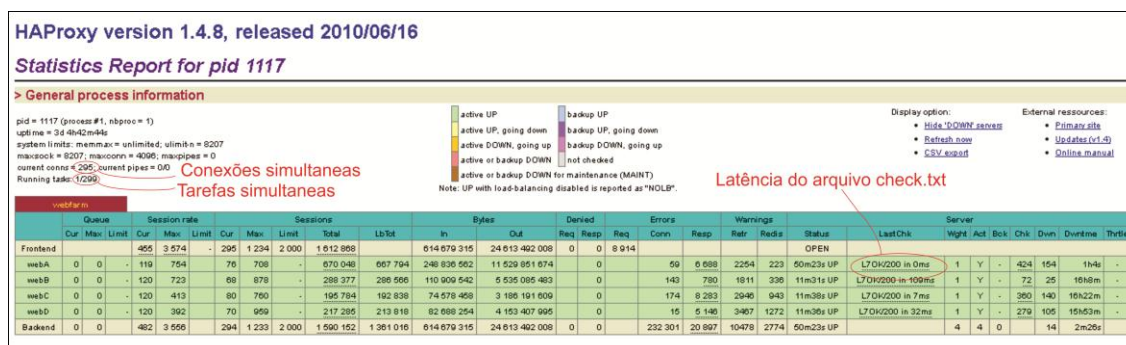 HAProxy version 1.4.8, released 2010/06/16
Statistics Report for pid 1117
> General process information
pid = 1117 (process #1, nbproc = 1)
uptime = 3d 4h42m44s
system limits: memmax = unlimited; ulimit-n = 8207
maxsock = 8207; maxconn = 4096; maxpipes = 0
current conns = 295; current pipes = 0/0
Running tasks: 1/299
Conexões simultaneas
Tarefas simultaneas
active UP
backup UP
active UP, going down
backup UP, going down
active DOWN, going up
backup DOWN, going up
active or backup DOWN
not checked
active or backup DOWN for maintenance (MAINT)
Note: UP with load-balancing disabled is reported as "NOLB".
Display option:
Hide 'DOWN' servers
Refresh now
CSV export
External ressources:
Primary site
Updates (v1.4)
Online manual
Latência do arquivo check.txt
webfarm
Queue Session rate Sessions Bytes Denied Errors Warnings Server
Cur Max Limit Cur Max Limit Cur Max Limit Total LbTot In Out Req Resp Req Conn Resp Retr Redis Status LastChk Wght Act Bck Chk Dwn Dwntme Thrtle
Frontend 455 3 574 - 295 1 234 2 000 1 612 868 614 679 315 24 613 492 008 0 0 8 914 OPEN
webA 0 0 - 119 754 76 708 - 670 048 667 794 248 836 562 11 529 851 674 0 59 6 688 2254 223 50m23s UP L7OK/200 in 0ms 1 Y - 424 154 1h4s -
webB 0 0 - 120 723 68 878 - 288 377 286 566 110 909 542 5 535 085 483 0 143 780 1811 336 11m31s UP L7OK/200 in 109ms 1 Y - 72 25 16h8m -
webC 0 0 - 120 413 80 760 - 195 784 192 838 74 578 458 3 186 191 609 0 174 8 283 2946 943 11m38s UP L7OK/200 in 7ms 1 Y - 360 140 16h22m -
webD 0 0 - 120 392 70 959 - 217 285 213 818 82 688 254 4 153 407 995 0 15 5 146 3467 1272 11m36s UP L7OK/200 in 32ms 1 Y - 279 105 15h53m -
Backend 0 0 482 3 556 294 1 233 2 000 1 590 152 1 361 016 614 679 315 24 613 492 008 0 0 232 301 20 897 10478 2774 50m23s UP 4 4 0 14 2m26s